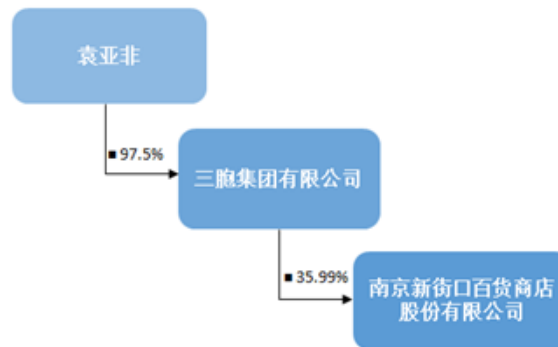 袁亚非
■ 97.5%
三胞集团有限公司
■ 35.99%
南京新街口百货商店
股份有限公司